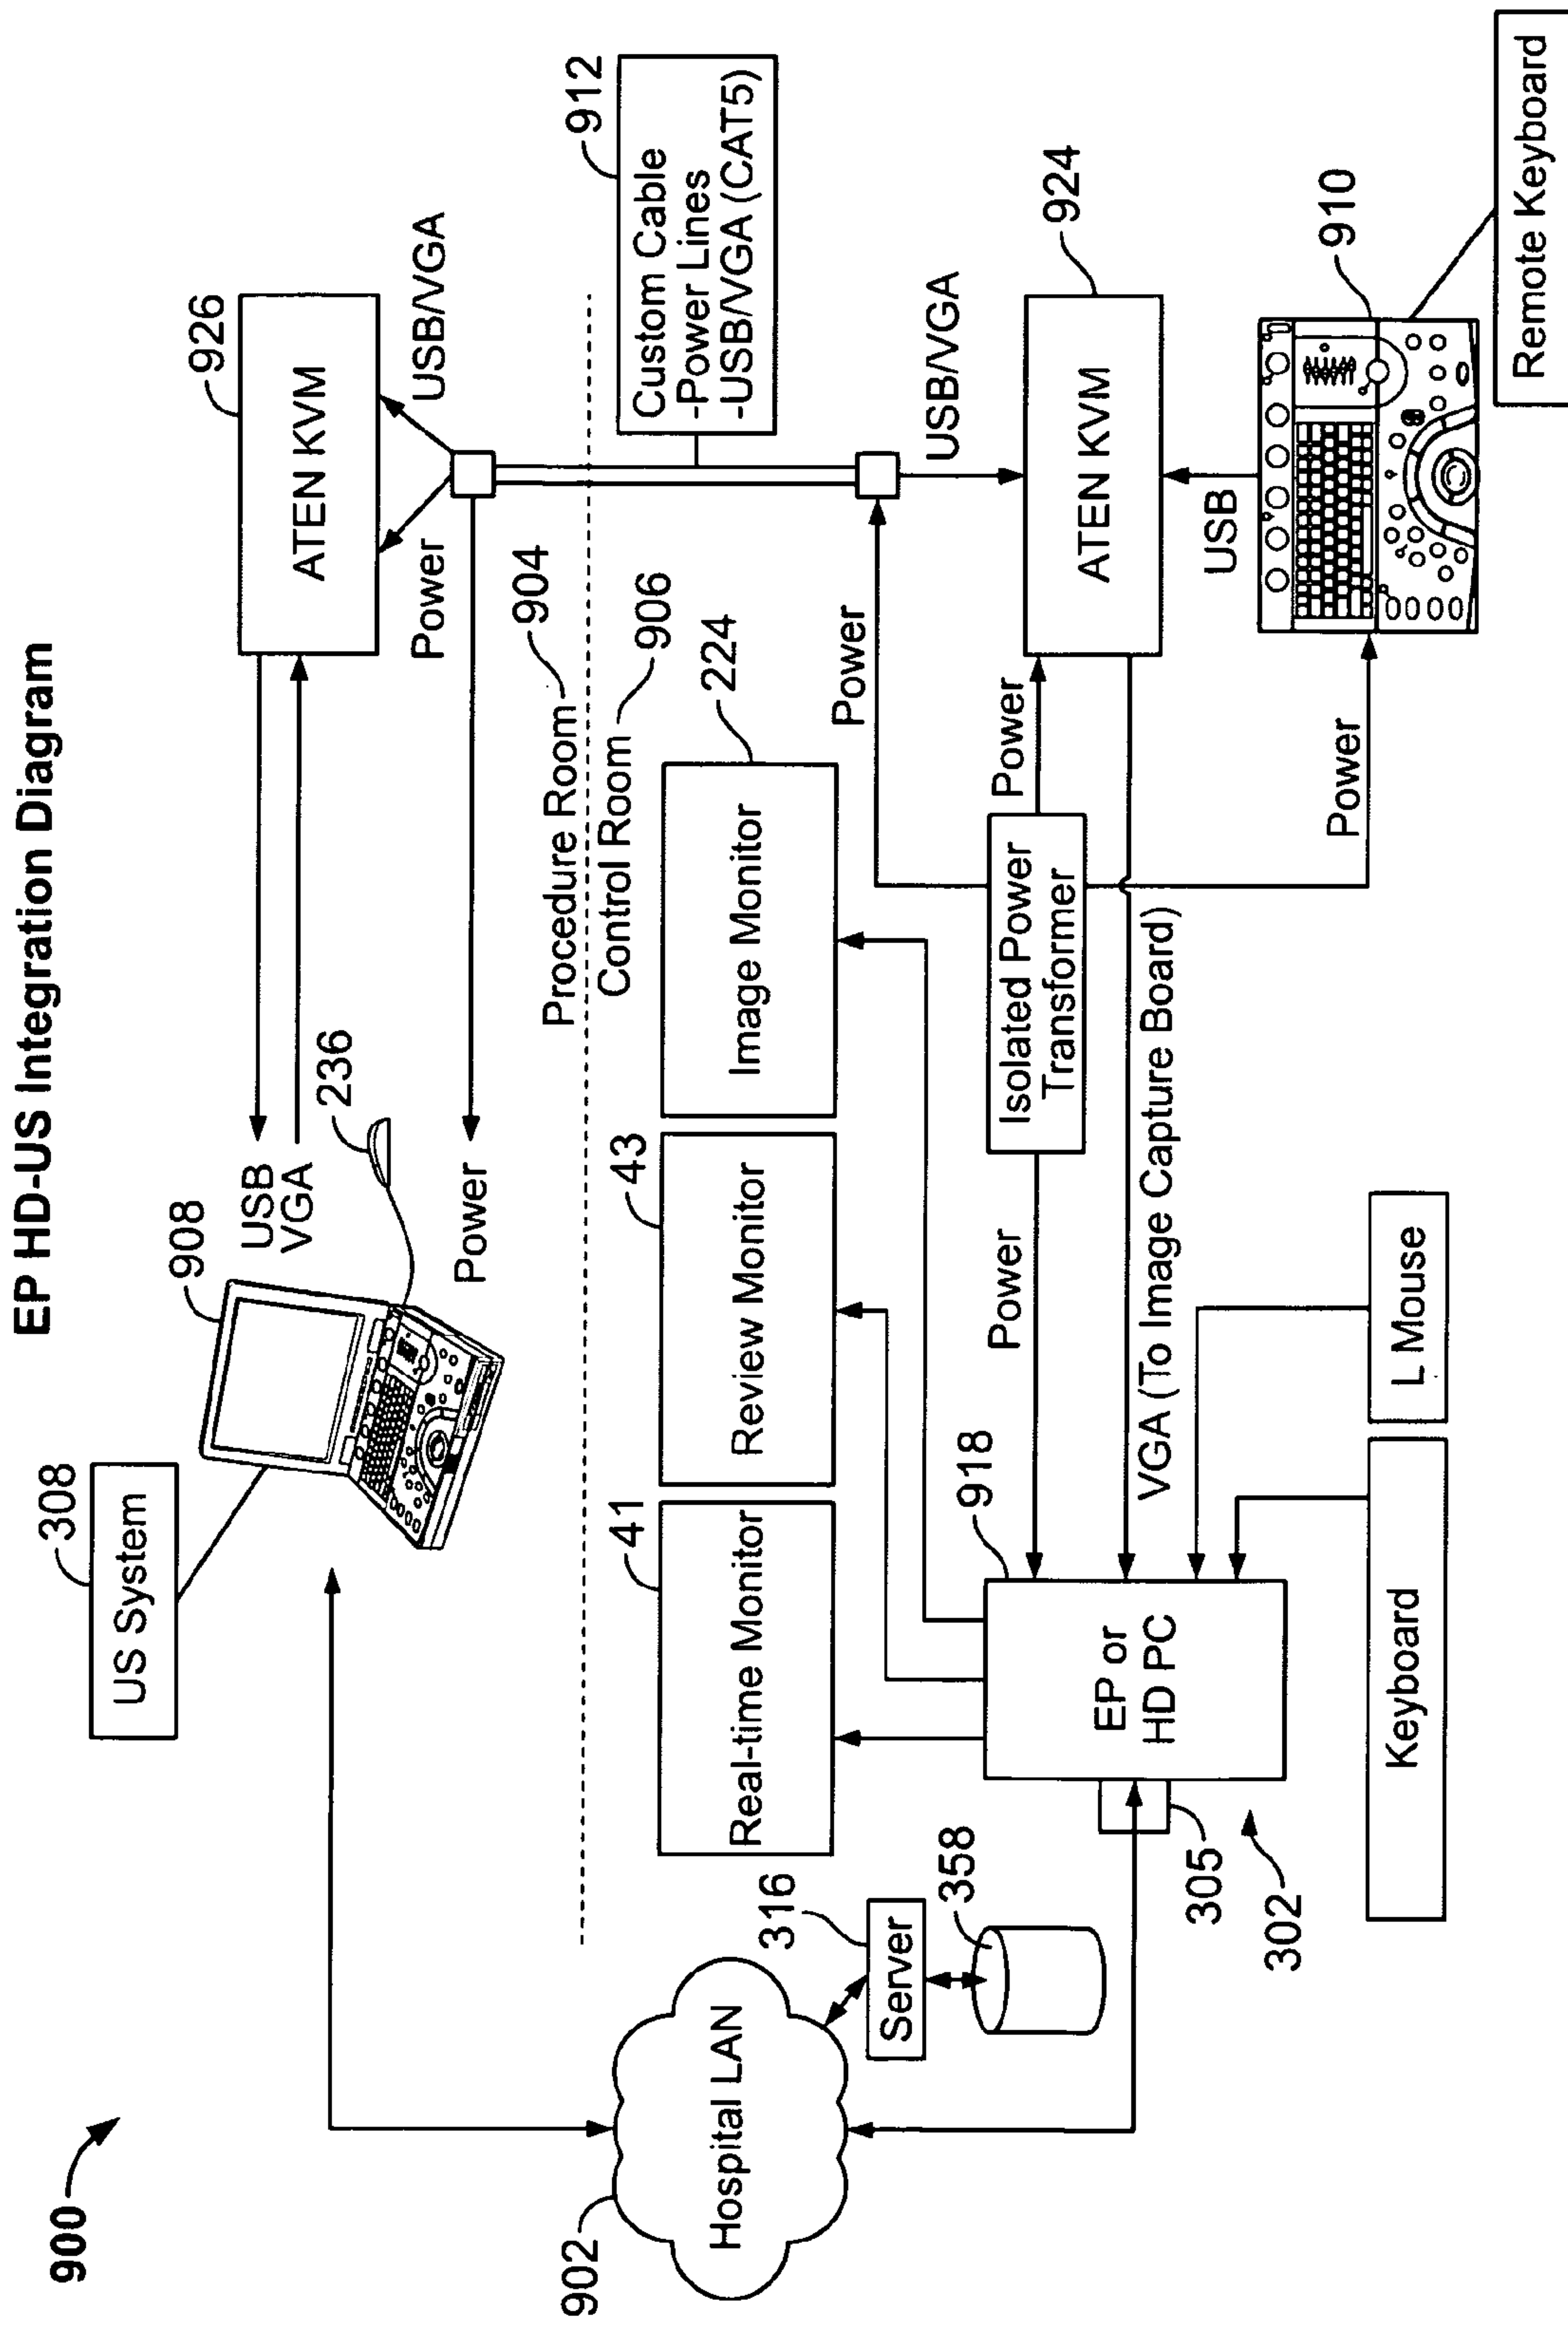 EP HD-US Integration Diagram
900
308
US System
908
USB
VGA
236
Power
926
ATEN KVM
Power
USB/VGA
Procedure Room
904
Control Room
906
912
Custom Cable
-Power Lines
-USB/VGA (CAT5)
902
Hospital LAN
316
Server
358
41
Real-time Monitor
43
Review Monitor
224
Image Monitor
Power
USB/VGA
924
ATEN KVM
Power
Isolated Power
Transformer
Power
918
EP or
HD PC
VGA (To Image Capture Board)
305
302
Keyboard
L Mouse
Power
USB
910
Remote Keyboard